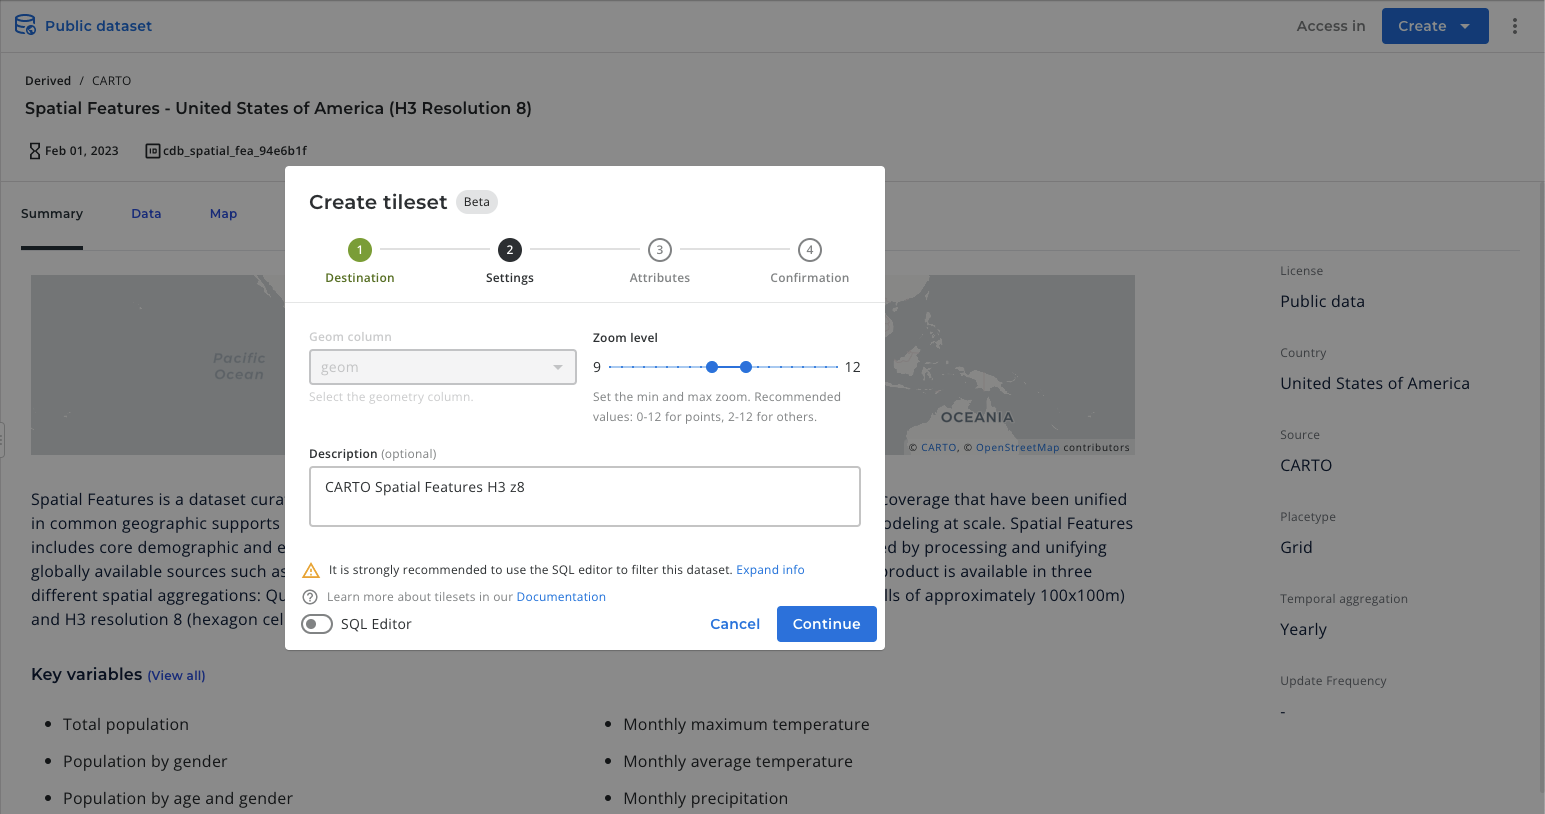 Public dataset
Access in
Create
Derived / CARTO
Spatial Features - United States of America (H3 Resolution 8)
Feb 01, 2023
cdb_spatial_fea_94e6b1f
Summary
Data
Map
Create tileset
Beta
1
2
3
4
Destination
Settings
Attributes
Confirmation
Geom column
geom
Select the geometry column.
Zoom level
9
12
Set the min and max zoom. Recommended
values: 0-12 for points, 2-12 for others.
Description (optional)
CARTO Spatial Features H3 z8
It is strongly recommended to use the SQL editor to filter this dataset. Expand info
Learn more about tilesets in our Documentation
SQL Editor
Cancel
Continue
Pacific
Ocean
OCEANIA
© CARTO, © OpenStreetMap contributors
Spatial Features is a dataset cura
coverage that have been unified
in common geographic supports
odeling at scale. Spatial Features
includes core demographic and e
ed by processing and unifying
globally available sources such as
product is available in three
different spatial aggregations: Qu
lls of approximately 100x100m)
and H3 resolution 8 (hexagon cel
Key variables (View all)
Total population
Population by gender
Population by age and gender
Monthly maximum temperature
Monthly average temperature
Monthly precipitation
License
Public data
Country
United States of America
Source
CARTO
Placetype
Grid
Temporal aggregation
Yearly
Update Frequency
-